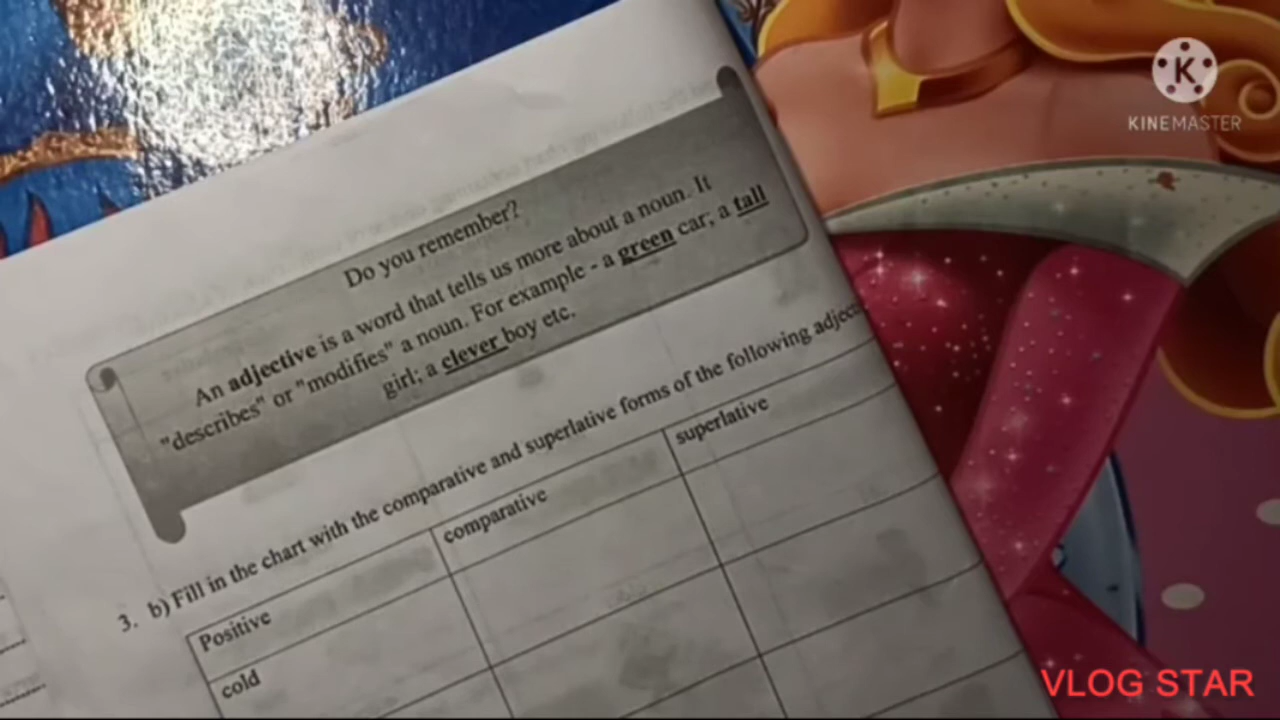 Do you remember?
An adjective is a word that tells us more about a noun. It
"describes" or "modifies" a noun. For example - a green car; a tall
girl; a clever boy etc.
3. b) Fill in the chart with the comparative and superlative forms of the following
Positive comparative superlative
cold
KINEMASTER
VLOG STAR